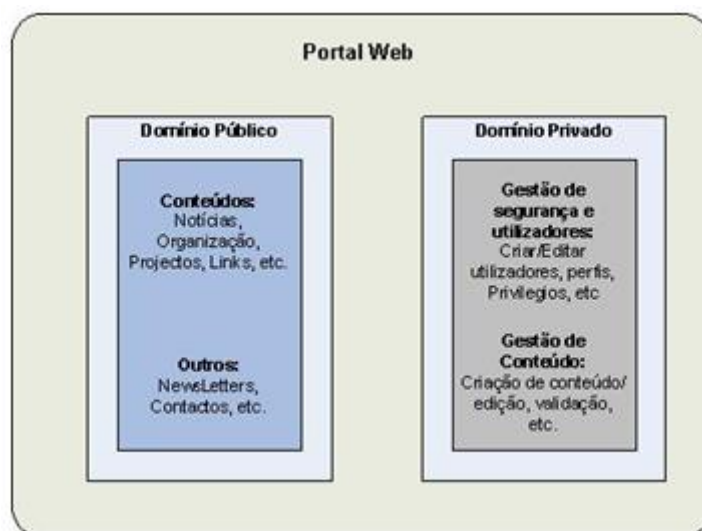 Portal Web
Domínio Público
Conteúdos:
Notícias,
Organização,
Projectos, Links, etc.
Outros:
NewsLetters,
Contactos, etc.
Domínio Privado
Gestão de
segurança e
utilizadores:
Criar/Editar
utilizadores, perfis,
Privilegios, etc
Gestão de
Conteúdo:
Criação de conteúdo/
edição, validação,
etc.